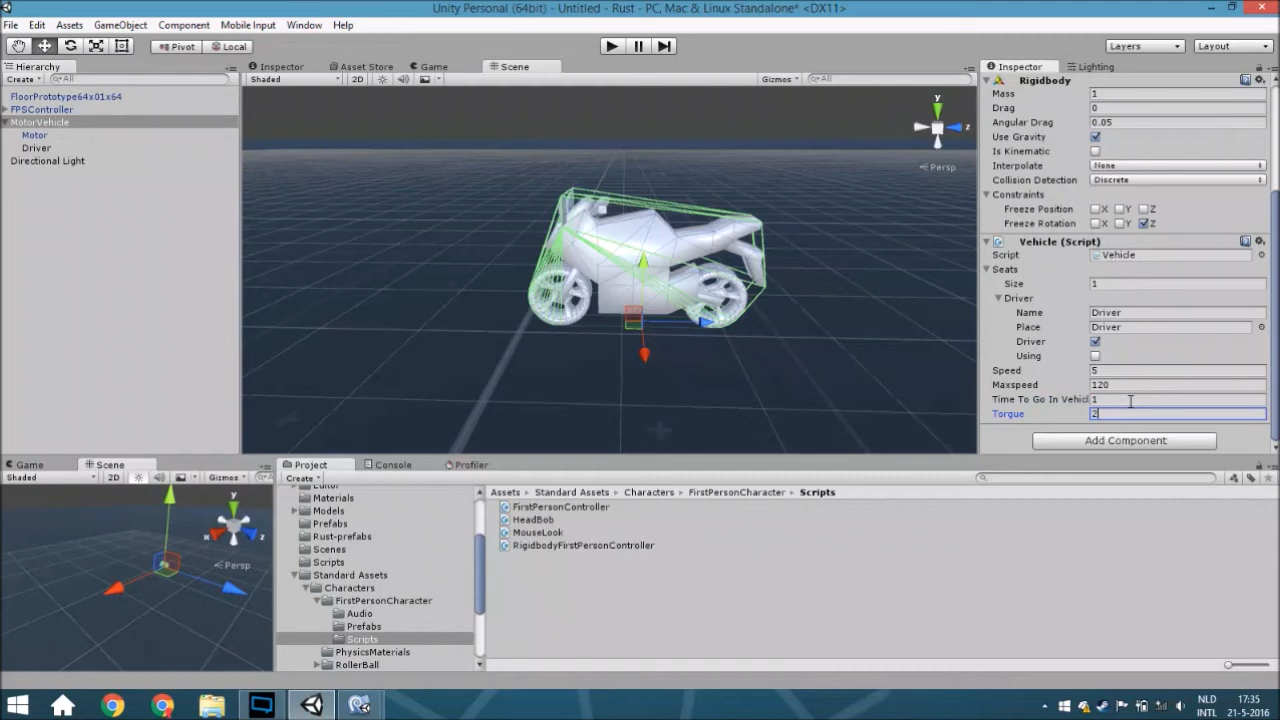 Unity Personal (64bit) - Untitled - Rust - PC, Mac & Linux Standalone* <DX11>
File Edit Assets GameObject Component Mobile Input Window Help
Pivot Local Layers Layout
Hierarchy
Create All
FloorPrototype64x01x64
FPSController
MotorVehicle
Motor
Driver
Directional Light
Inspector Asset Store Game Scene
Shaded 2D Gizmos All
y
z
Persp
Inspector Lighting
Rigidbody
Mass 1
Drag 0
Angular Drag 0.05
Use Gravity
Is Kinematic
Interpolate None
Collision Detection Discrete
Constraints
Freeze Position X Y Z
Freeze Rotation X Y Z
Vehicle (Script)
Script Vehicle
Seats
Size 1
Driver
Name Driver
Place Driver
Driver
Using
Speed 5
Maxspeed 120
Time To Go In Vehicl 1
Torgue 2
Add Component
Game Scene
Shaded 2D Gizmos
y
x
z
Persp
Project Console Profiler
Create
Editor
Materials
Models
Prefabs
Rust-prefabs
Scenes
Scripts
Standard Assets
Characters
FirstPersonCharacter
Audio
Prefabs
Scripts
PhysicsMaterials
RollerBall
Assets Standard Assets Characters FirstPersonCharacter Scripts
FirstPersonController
HeadBob
MouseLook
RigidbodyFirstPersonController
NLD
INTL
17:35
21-5-2016